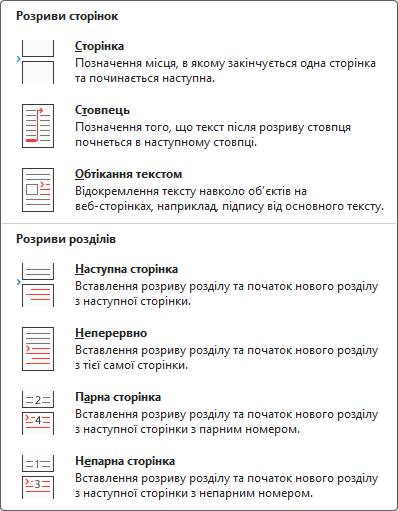 Розриви сторінок
Сторінка
Позначення місця, в якому закінчується одна сторінка
та починається наступна.
Стовпець
Позначення того, що текст після розриву стовпця
почнеться в наступному стовпці.
Обтікання текстом
Відокремлення тексту навколо об’єктів на
веб-сторінках, наприклад, підпису від основного тексту.
Розриви розділів
Наступна сторінка
Вставлення розриву розділу та початок нового розділу
з наступної сторінки.
Неперервно
Вставлення розриву розділу та початок нового розділу
з тієї самої сторінки.
2
4
Парна сторінка
Вставлення розриву розділу та початок нового розділу
з наступної сторінки з парним номером.
1
3
Непарна сторінка
Вставлення розриву розділу та початок нового розділу
з наступної сторінки з непарним номером.